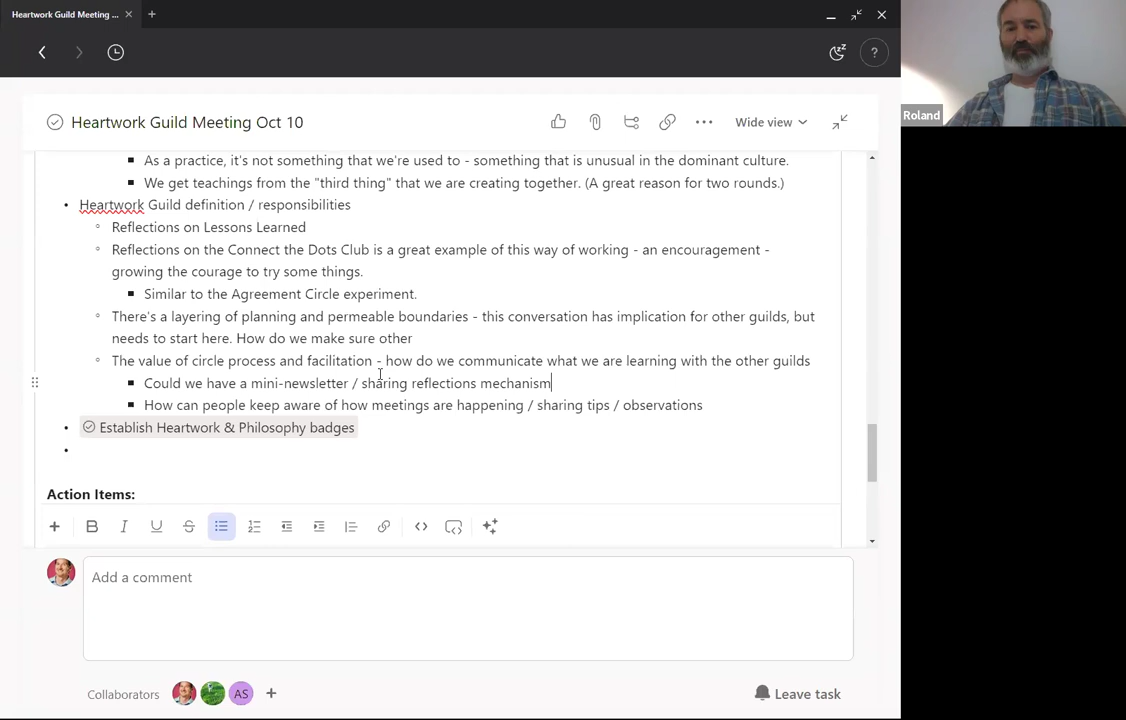 Heartwork Guild Meeting ...
Roland
Heartwork Guild Meeting Oct 10
Wide view
As a practice, it's not something that we're used to - something that is unusual in the dominant culture.
We get teachings from the "third thing" that we are creating together. (A great reason for two rounds.)
Heartwork Guild definition / responsibilities
Reflections on Lessons Learned
Reflections on the Connect the Dots Club is a great example of this way of working - an encouragement -
growing the courage to try some things.
Similar to the Agreement Circle experiment.
There's a layering of planning and permeable boundaries - this conversation has implication for other guilds, but
needs to start here. How do we make sure other
The value of circle process and facilitation - how do we communicate what we are learning with the other guilds
Could we have a mini-newsletter / sharing reflections mechanism
How can people keep aware of how meetings are happening / sharing tips / observations
Establish Heartwork & Philosophy badges
Action Items:
Add a comment
Collaborators
AS
Leave task